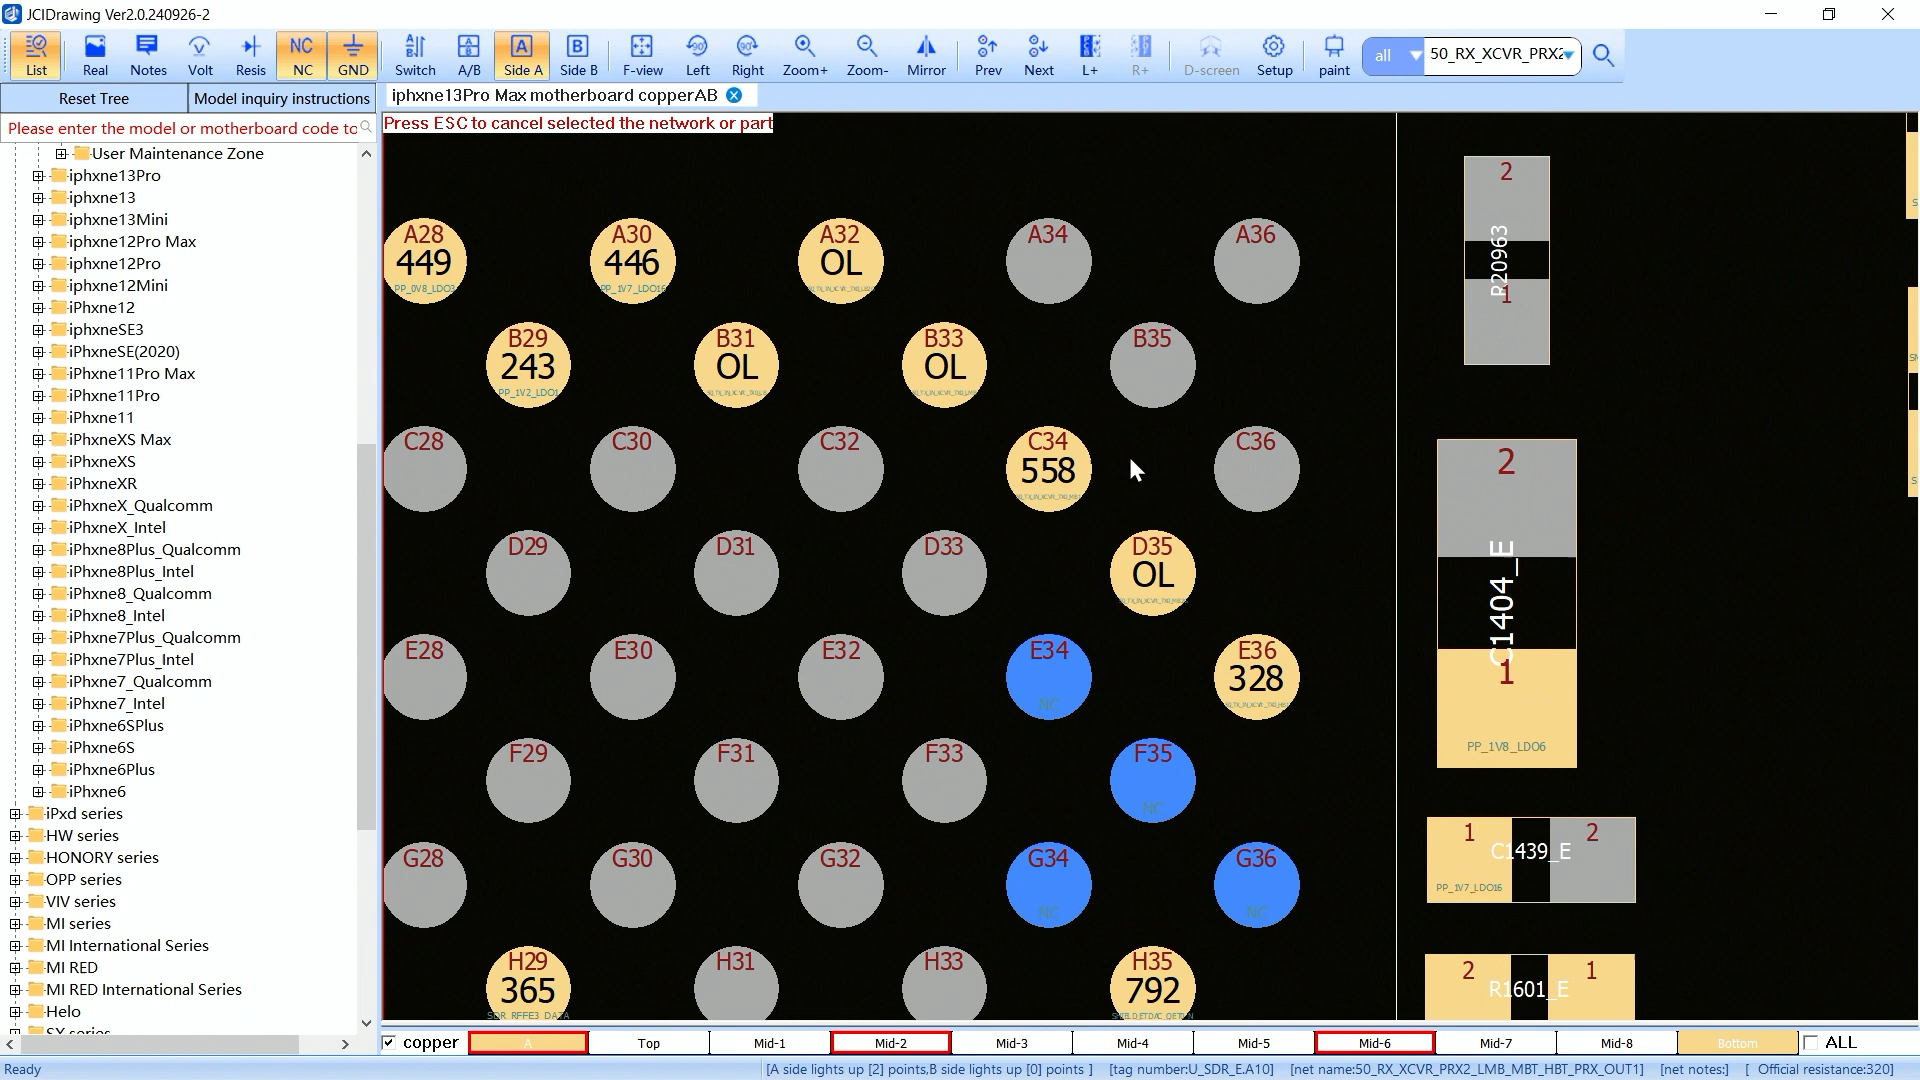 JCIDrawing Ver2.0.240926-2
List Real Notes Volt Resis NC NC GND Switch A/B A/B A Side A B Side B F-view 90 Left 90 Right Zoom+ Zoom- Mirror Prev Next L+ R+ D-screen Setup paint all 50_RX_XCVR_PRX2
Reset Tree Model inquiry instructions iphxne13Pro Max motherboard copperAB
Please enter the model or motherboard code to
Press ESC to cancel selected the network or part
User Maintenance Zone
iphxne13Pro
iphxne13
iphxne13Mini
iphxne12Pro Max
iphxne12Pro
iphxne12Mini
iPhxne12
iphxneSE3
iPhxneSE(2020)
iPhxne11Pro Max
iPhxne11Pro
iPhxne11
iPhxneXS Max
iPhxneXS
iPhxneXR
iPhxneX_Qualcomm
iPhxneX_Intel
iPhxne8Plus_Qualcomm
iPhxne8Plus_Intel
iPhxne8_Qualcomm
iPhxne8_Intel
iPhxne7Plus_Qualcomm
iPhxne7Plus_Intel
iPhxne7_Qualcomm
iPhxne7_Intel
iPhxne6SPlus
iPhxne6S
iPhxne6Plus
iPhxne6
iPxd series
HW series
HONORY series
OPP series
VIV series
MI series
MI International Series
MI RED
MI RED International Series
Helo
SX series
A28 A30 A32 A34 A36
449 446 OL
PP_0V8_LDO3 PP_1V7_LDO16
B29 B31 B33 B35
243 OL OL
PP_1V2_LDO1
C28 C30 C32 C34 C36
558
D29 D31 D33 D35
OL
E28 E30 E32 E34 E36
NC 328
F29 F31 F33 F35
NC
G28 G30 G32 G34 G36
NC NC
H29 H31 H33 H35
365 792
SDR_RFFE3_DATA
2
R20963
1
2
C1404_E
1
PP_1V8_LDO6
1 C1439_E 2
PP_1V7_LDO16
2 R1601_E 1
copper A Top Mid-1 Mid-2 Mid-3 Mid-4 Mid-5 Mid-6 Mid-7 Mid-8 Bottom ALL
Ready [A side lights up [2] points,B side lights up [0] points ] [tag number:U_SDR_E.A10] [net name:50_RX_XCVR_PRX2_LMB_MBT_HBT_PRX_OUT1] [net notes:] [ Official resistance:320]